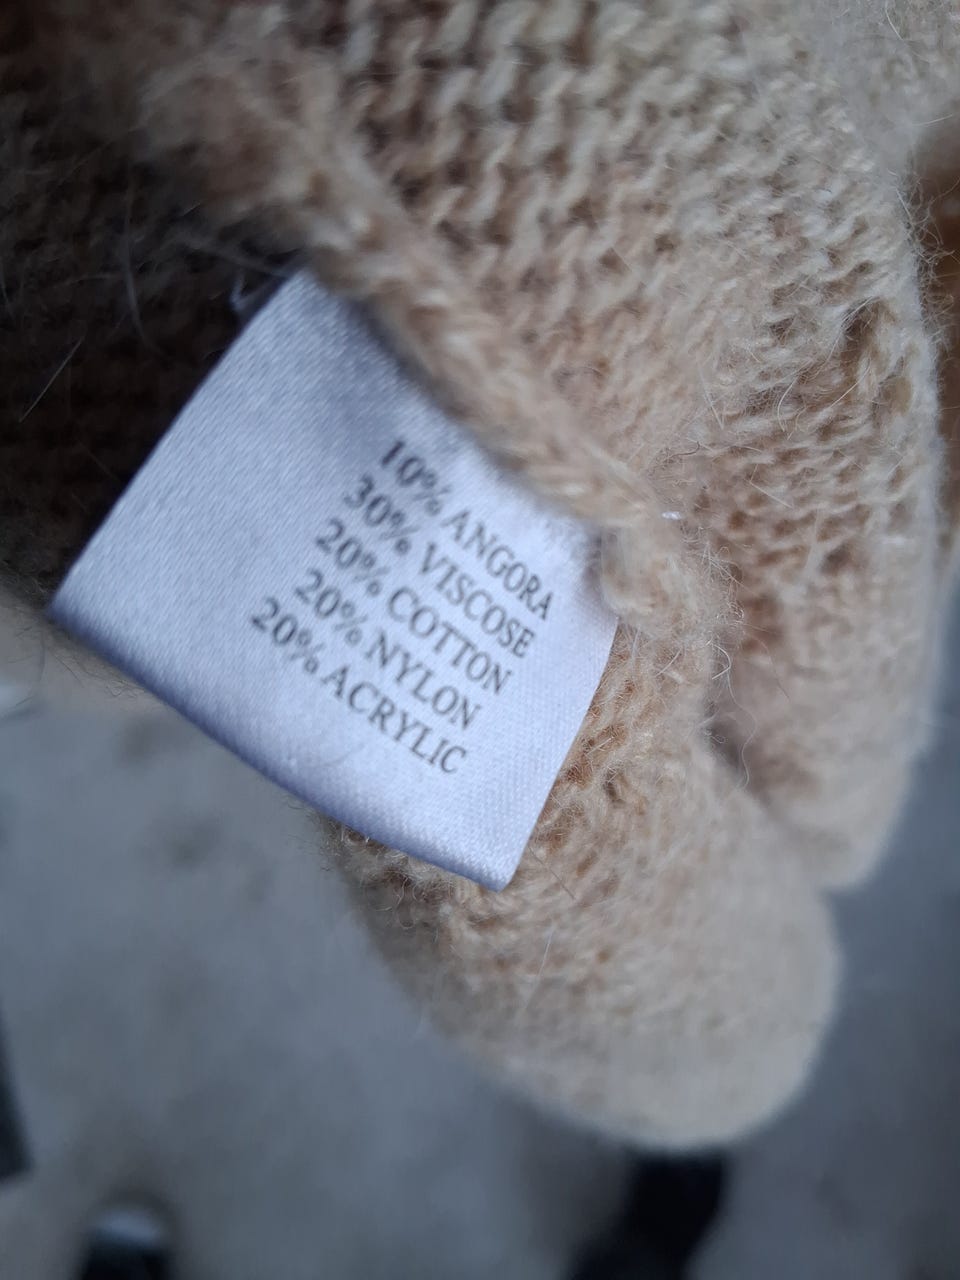 10% ANGORA
30% VISCOSE
20% COTTON
20% NYLON
20% ACRYLIC